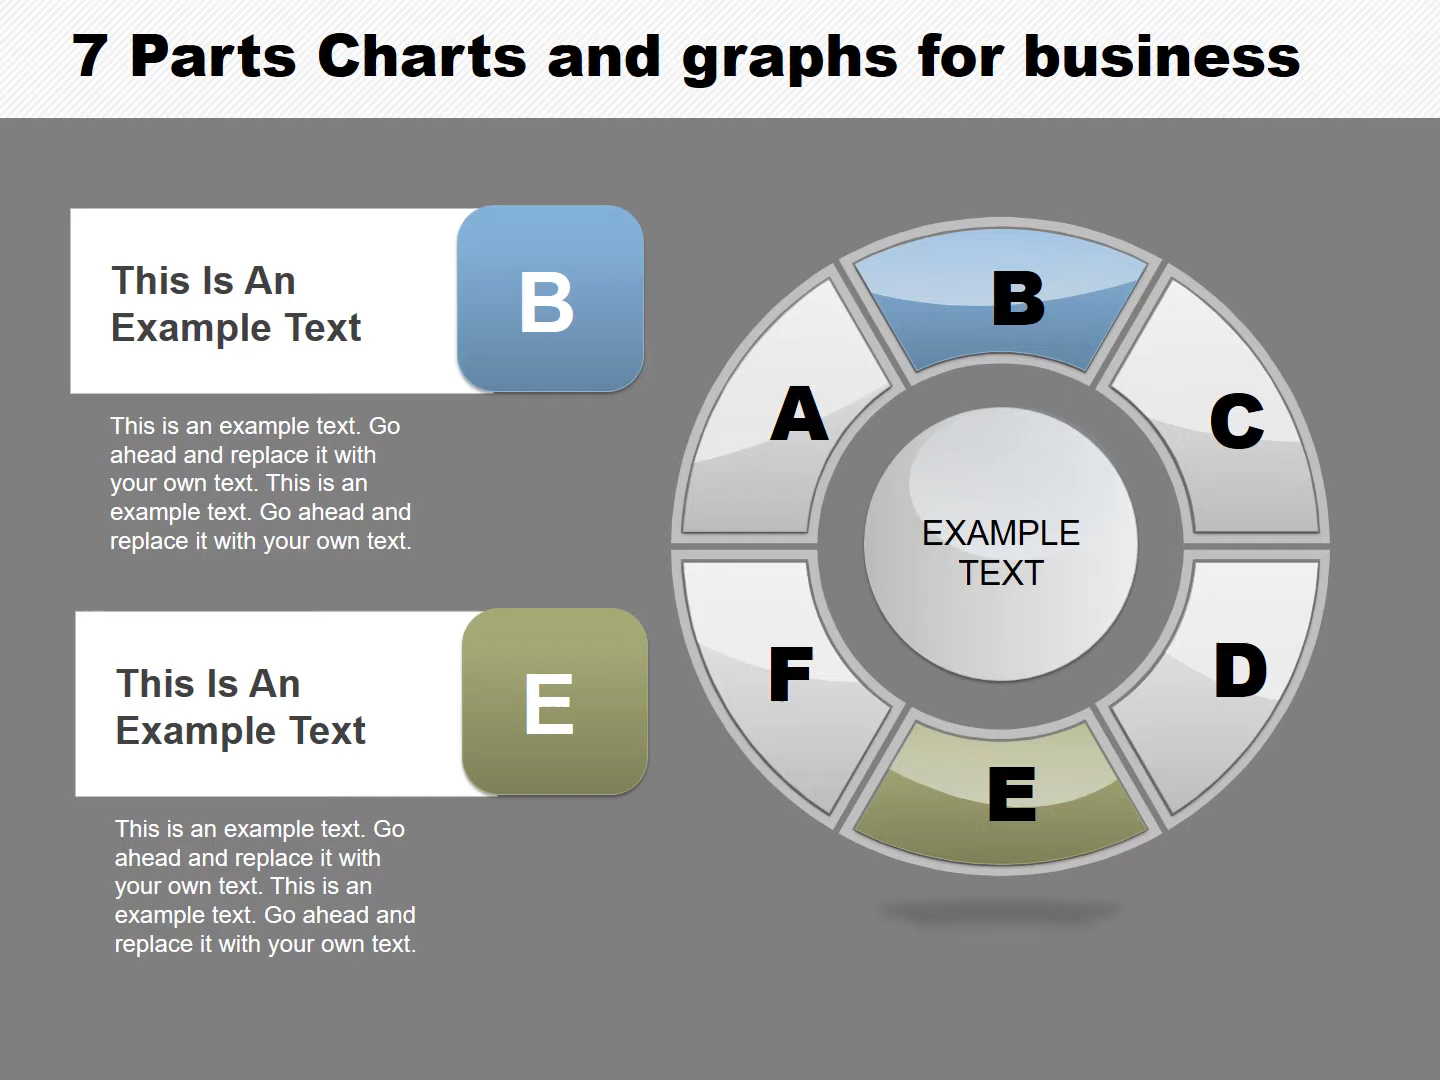 7 Parts Charts and graphs for business
This Is An
Example Text
B
This is an example text. Go
ahead and replace it with
your own text. This is an
example text. Go ahead and
replace it with your own text.
This Is An
Example Text
E
This is an example text. Go
ahead and replace it with
your own text. This is an
example text. Go ahead and
replace it with your own text.
B
A
C
EXAMPLE
TEXT
F
D
E